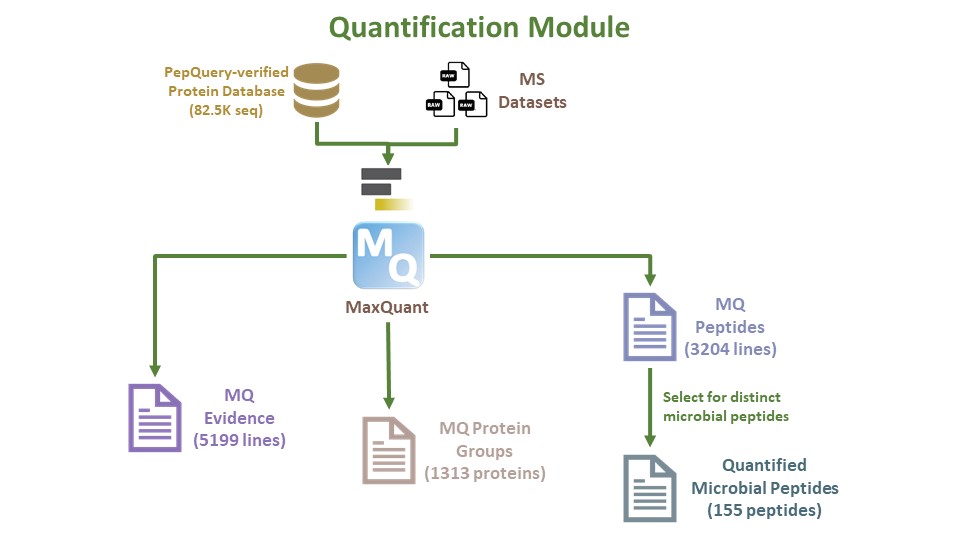 Quantification Module
PepQuery-verified
Protein Database
(82.5K seq)
RAW
RAW
RAW
MS
Datasets
MQ
MaxQuant
MQ
Peptides
(3204 lines)
Select for distinct
microbial peptides
MQ
Evidence
(5199 lines)
MQ Protein
Groups
(1313 proteins)
Quantified
Microbial Peptides
(155 peptides)